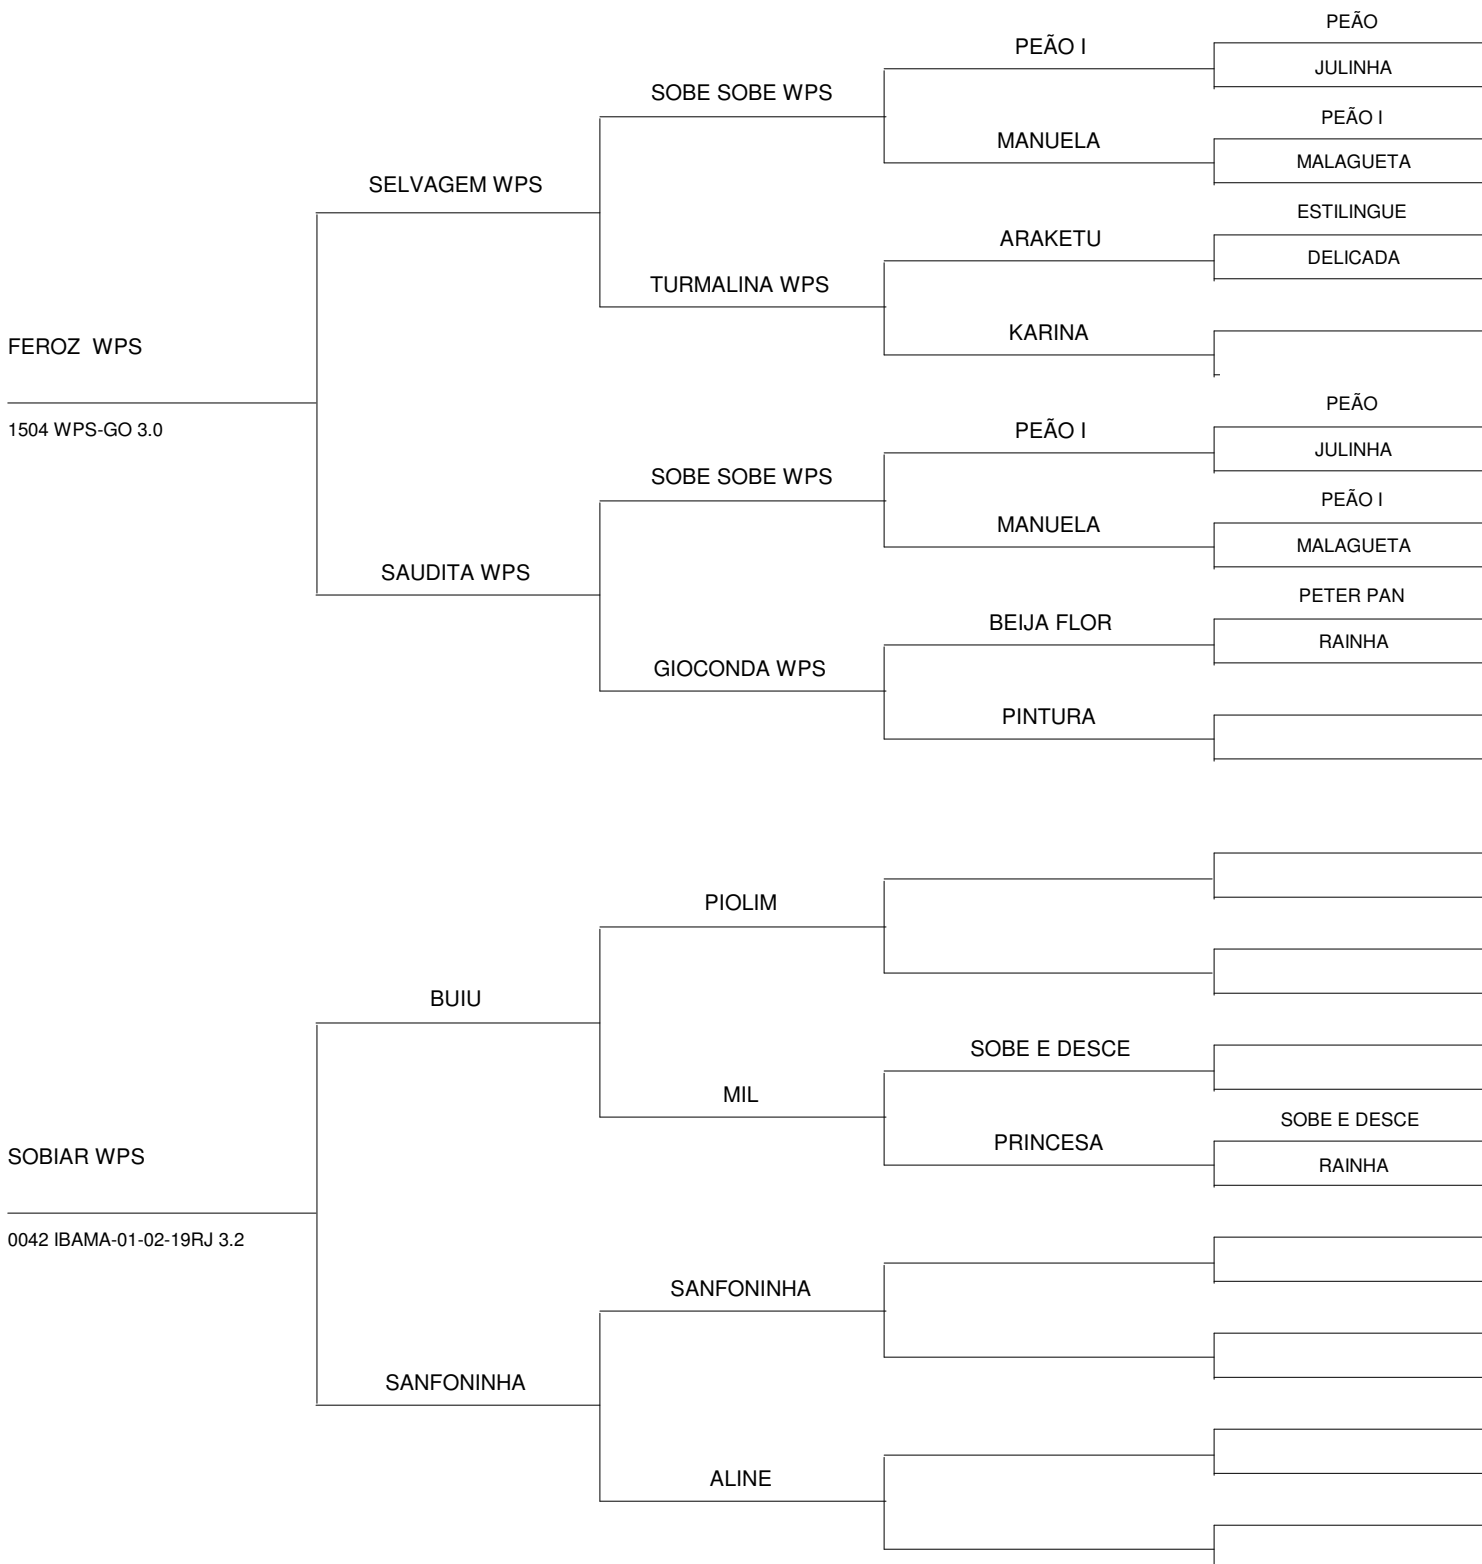 PEÃO
PEÃO I
JULINHA
SOBE SOBE WPS
PEÃO I
MANUELA
MALAGUETA
SELVAGEM WPS
ESTILINGUE
ARAKETU
DELICADA
TURMALINA WPS
KARINA
FEROZ  WPS
PEÃO
1504 WPS-GO 3.0
PEÃO I
JULINHA
SOBE SOBE WPS
PEÃO I
MANUELA
MALAGUETA
SAUDITA WPS
PETER PAN
BEIJA FLOR
RAINHA
GIOCONDA WPS
PINTURA
PIOLIM
BUIU
SOBE E DESCE
MIL
SOBE E DESCE
PRINCESA
SOBIAR WPS
RAINHA
0042 IBAMA-01-02-19RJ 3.2
SANFONINHA
SANFONINHA
ALINE